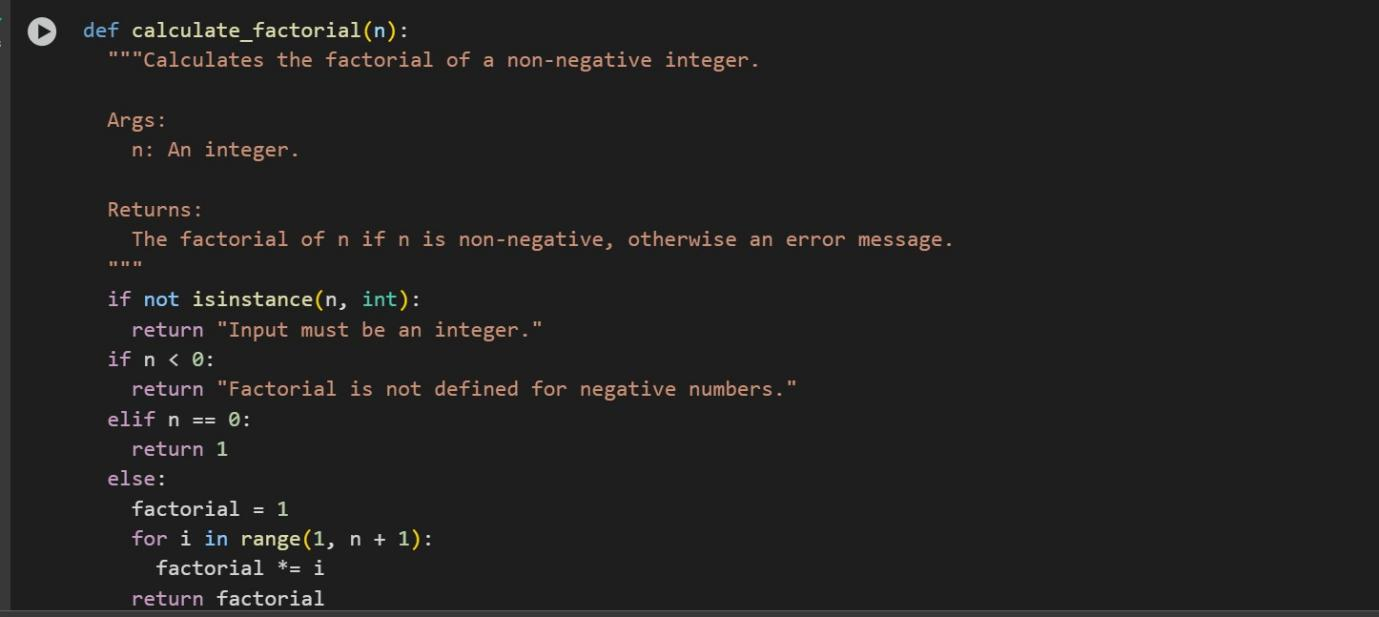 def calculate_factorial(n):
  """Calculates the factorial of a non-negative integer.

  Args:
    n: An integer.

  Returns:
    The factorial of n if n is non-negative, otherwise an error message.
  """
  if not isinstance(n, int):
    return "Input must be an integer."
  if n < 0:
    return "Factorial is not defined for negative numbers."
  elif n == 0:
    return 1
  else:
    factorial = 1
    for i in range(1, n + 1):
      factorial *= i
    return factorial